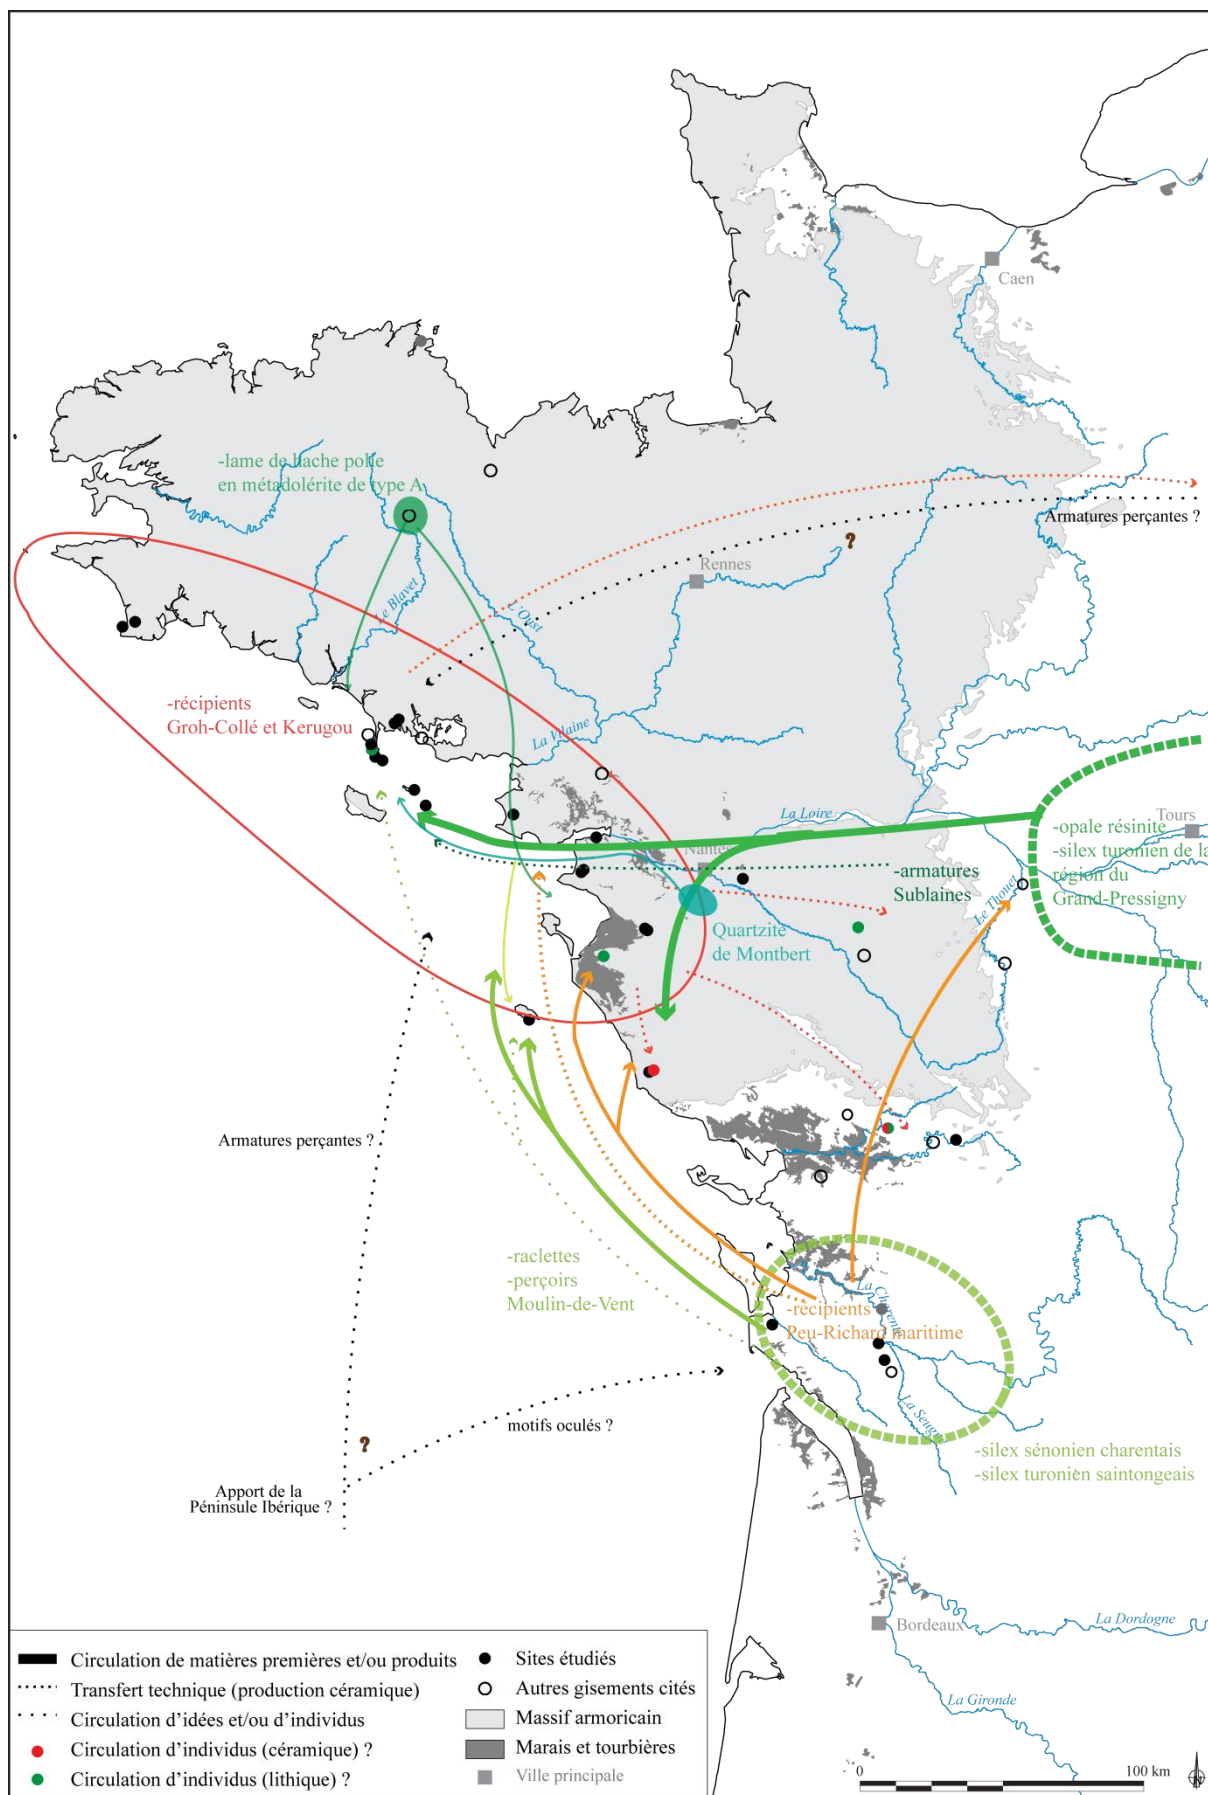 Caen
-lame de hache polie
en métadolérite de type A
Armatures perçantes ?
?
Rennes
Le Blavet
L'Oust
-récipients
Groh-Collé et Kerugou
La Vilaine
La Loire
Tours
-opale résinite
-silex turonien de la
région du
Grand-Pressigny
Nantes
-armatures
Sublaines
Le Thouet
Quartzite
de Montbert
Armatures perçantes ?
-raclettes
-perçoirs
Moulin-de-Vent
La Charente
-récipients
Peu-Richard maritime
La Seugne
motifs oculés ?
?
-silex sénonien charentais
-silex turonien saintongeais
Apport de la
Péninsule Ibérique ?
Bordeaux
La Dordogne
La Gironde
Circulation de matières premières et/ou produits
Transfert technique (production céramique)
Circulation d'idées et/ou d'individus
Circulation d'individus (céramique) ?
Circulation d'individus (lithique) ?
Sites étudiés
Autres gisements cités
Massif armoricain
Marais et tourbières
Ville principale
0
100 km
N